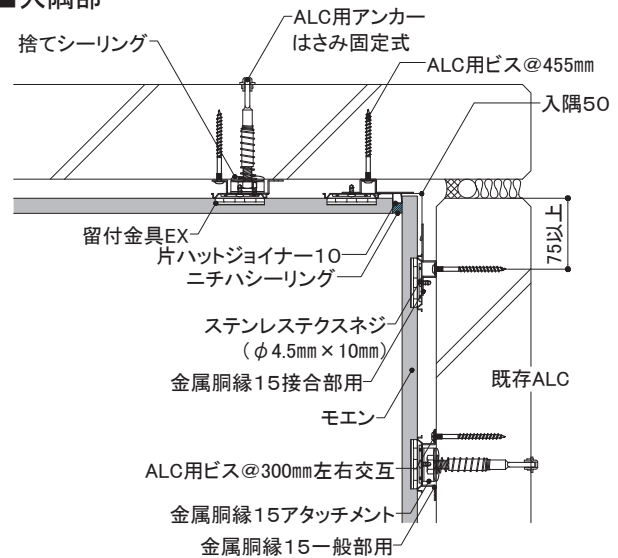 ■入隅部
ALC用アンカー
はさみ固定式
捨てシーリング
ALC用ビス@455mm
入隅50
75以上
留付金具EX
片ハットジョイナー10
ニチハシーリング
ステンレステクスネジ
(φ4.5mm×10mm)
金属胴縁15接合部用
既存ALC
モエン
ALC用ビス@300mm左右交互
金属胴縁15アタッチメント
金属胴縁15一般部用